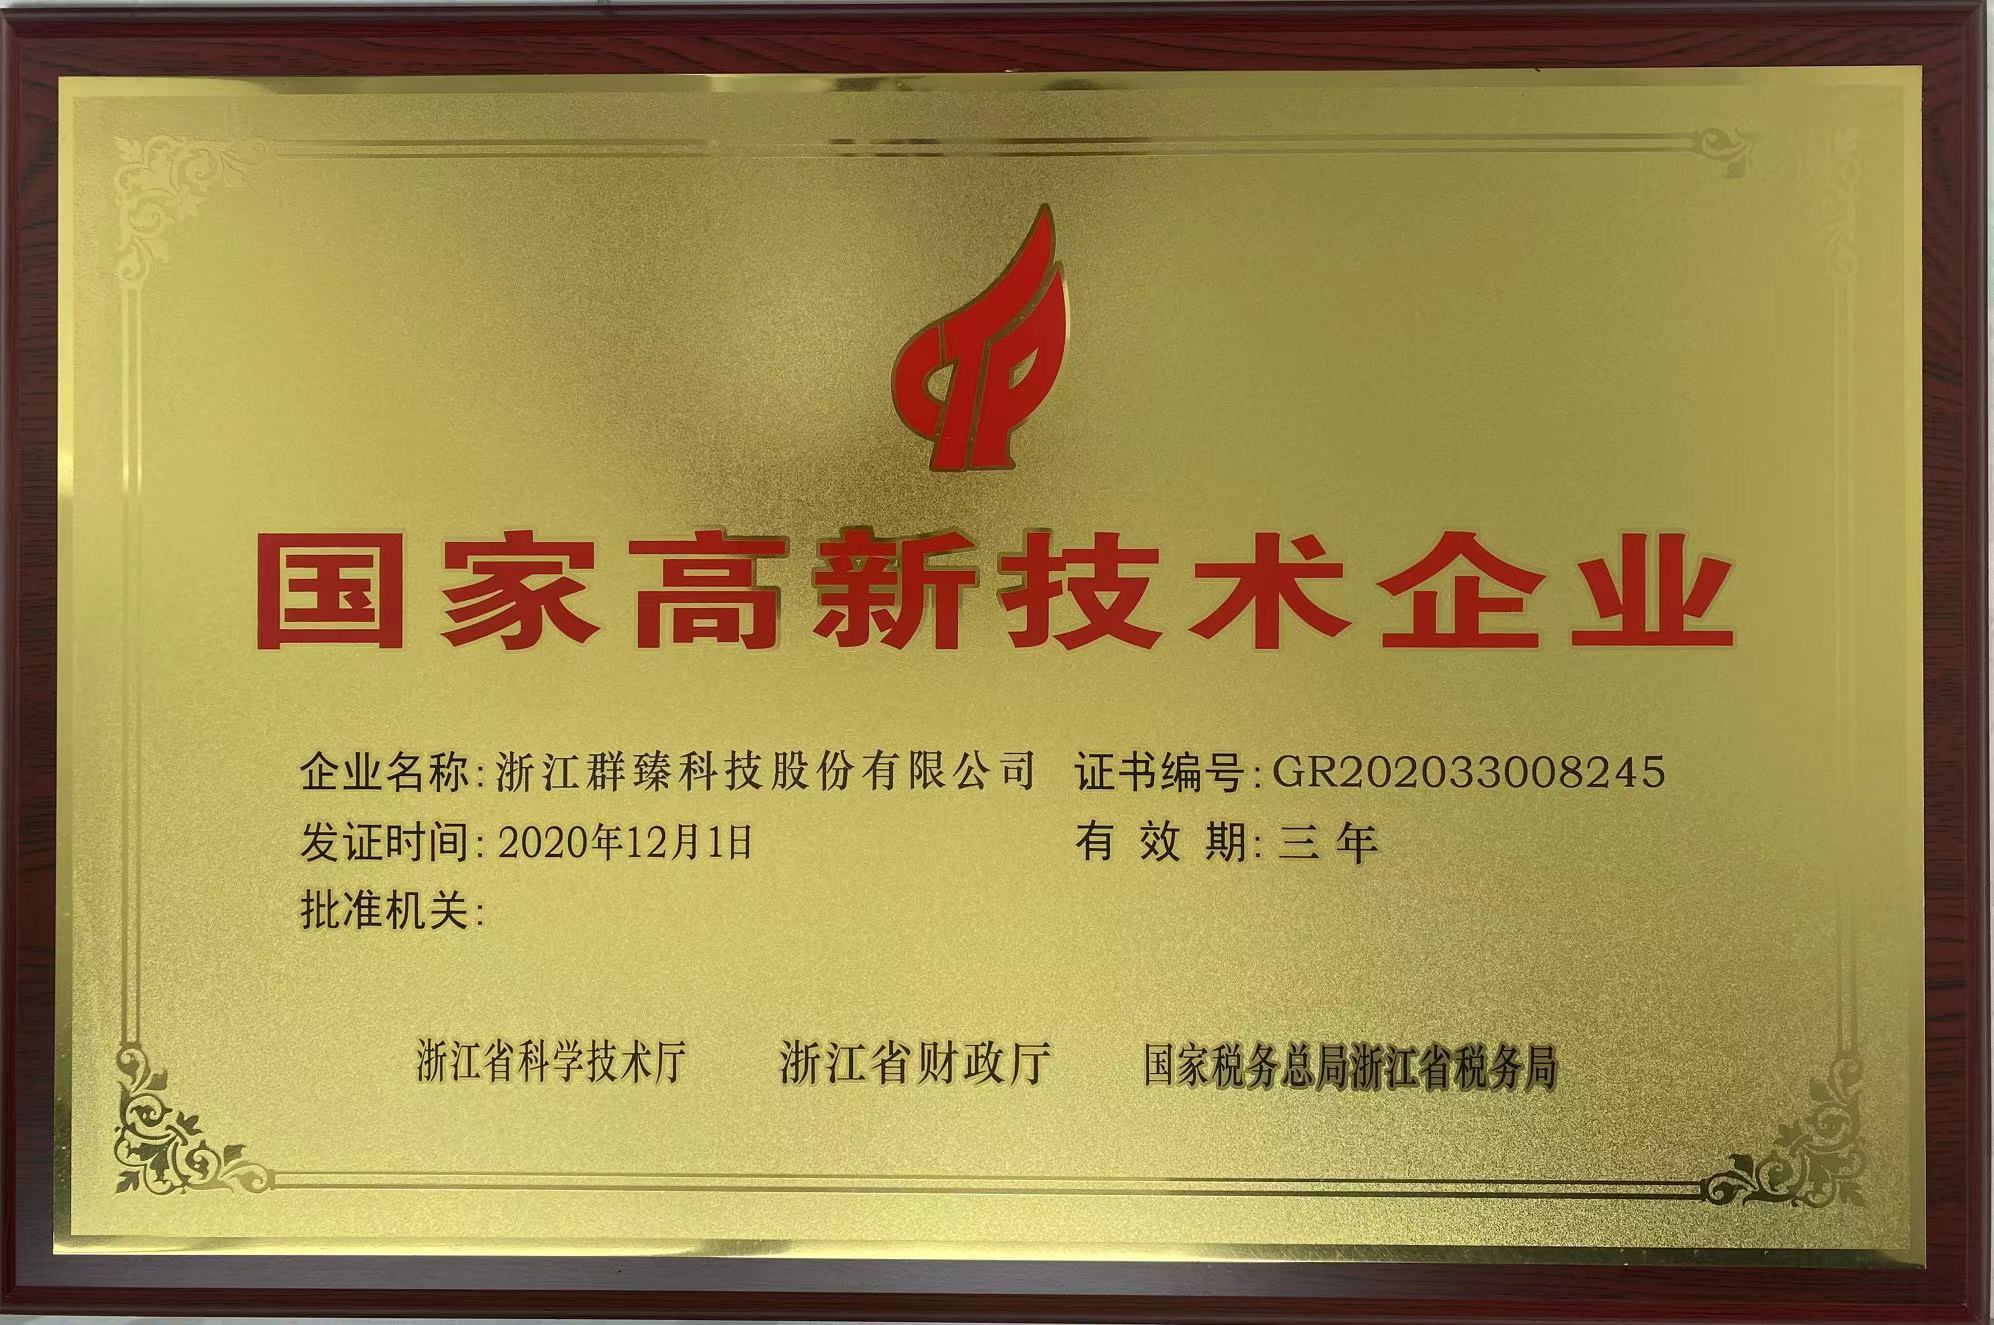 国家高新技术企业
企业名称:浙江群臻科技股份有限公司 证书编号:GR202033008245
发证时间:2020年12月1日 有效期:三年
批准机关:
浙江省科学技术厅 浙江省财政厅 国家税务总局浙江省税务局